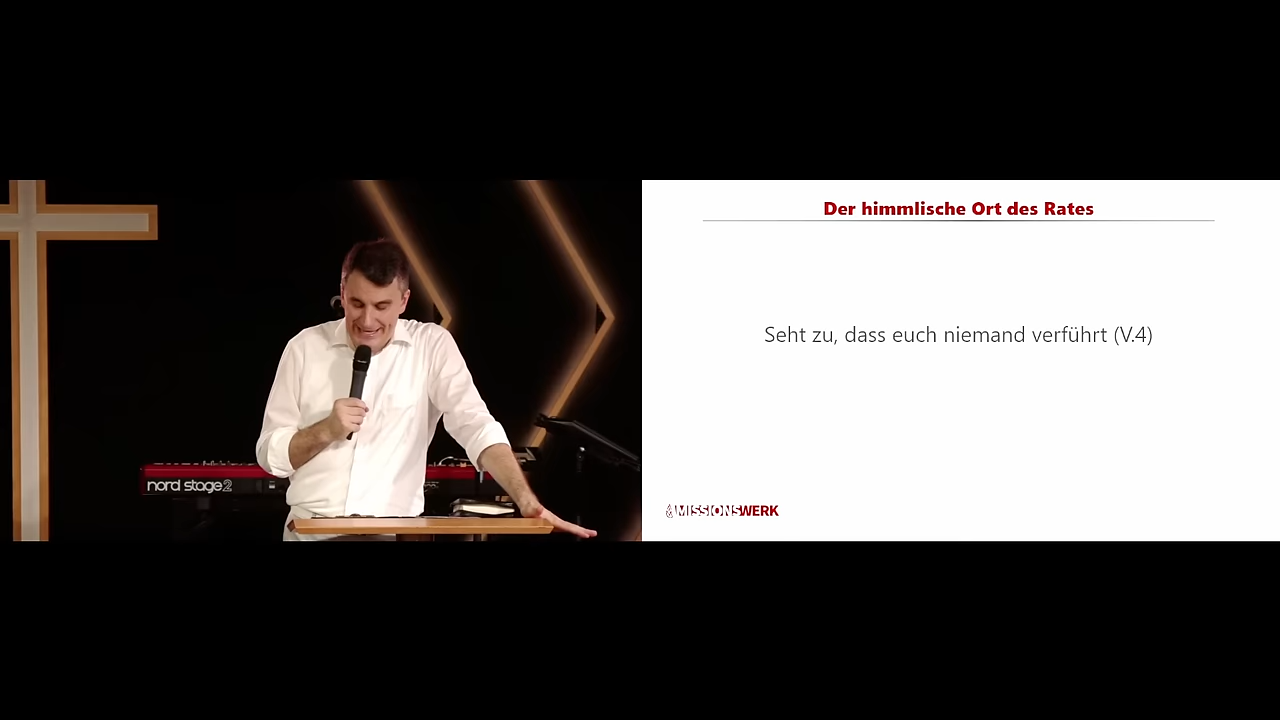 nord stage2
Der himmlische Ort des Rates
Seht zu, dass euch niemand verführt (V.4)
MISSIONSWERK